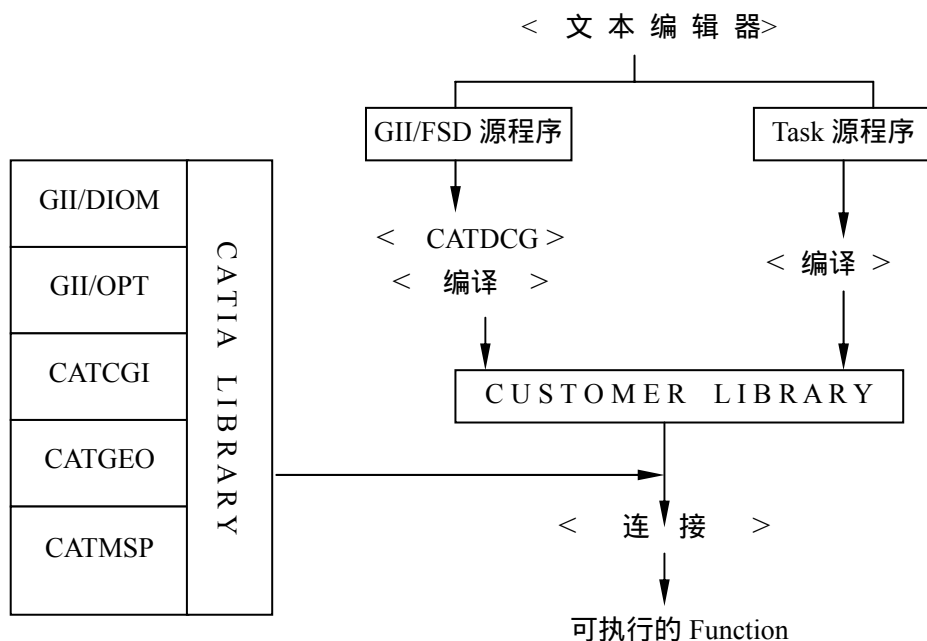 < 文 本 编 辑 器>
GII/FSD 源程序
Task 源程序
GII/DIOM
GII/OPT
CATCGI
CATGEO
CATMSP
CATIA LIBRARY
< CATDCG >
< 编译 >
< 编译 >
CUSTOMER LIBRARY
< 连 接 >
可执行的 Function